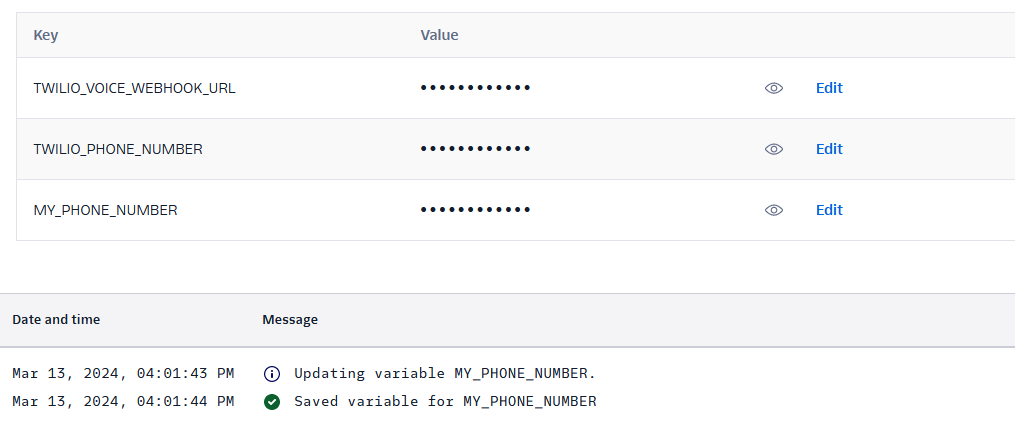 Key Value
TWILIO_VOICE_WEBHOOK_URL •••••••••••• Edit
TWILIO_PHONE_NUMBER •••••••••••• Edit
MY_PHONE_NUMBER •••••••••••• Edit
Date and time Message
Mar 13, 2024, 04:01:43 PM Updating variable MY_PHONE_NUMBER.
Mar 13, 2024, 04:01:44 PM Saved variable for MY_PHONE_NUMBER